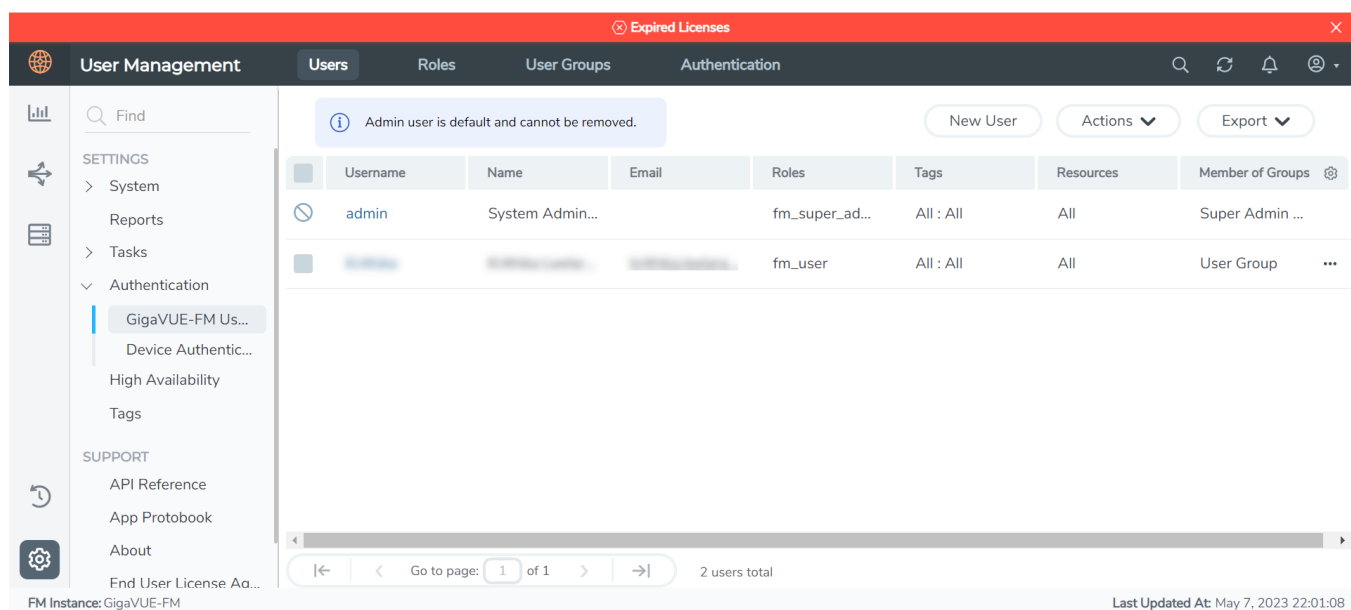 Expired Licenses
User Management
Users
Roles
User Groups
Authentication
Find
SETTINGS
System
Reports
Tasks
Authentication
GigaVUE-FM Us...
Device Authentic...
High Availability
Tags
SUPPORT
API Reference
App Protobook
About
End User License Ag...
Admin user is default and cannot be removed.
New User
Actions
Export
Username Name Email Roles Tags Resources Member of Groups
admin System Admin... fm_super_ad... All : All All Super Admin ...
fm_user All : All All User Group
Go to page: 1 of 1
2 users total
FM Instance: GigaVUE-FM
Last Updated At: May 7, 2023 22:01:08